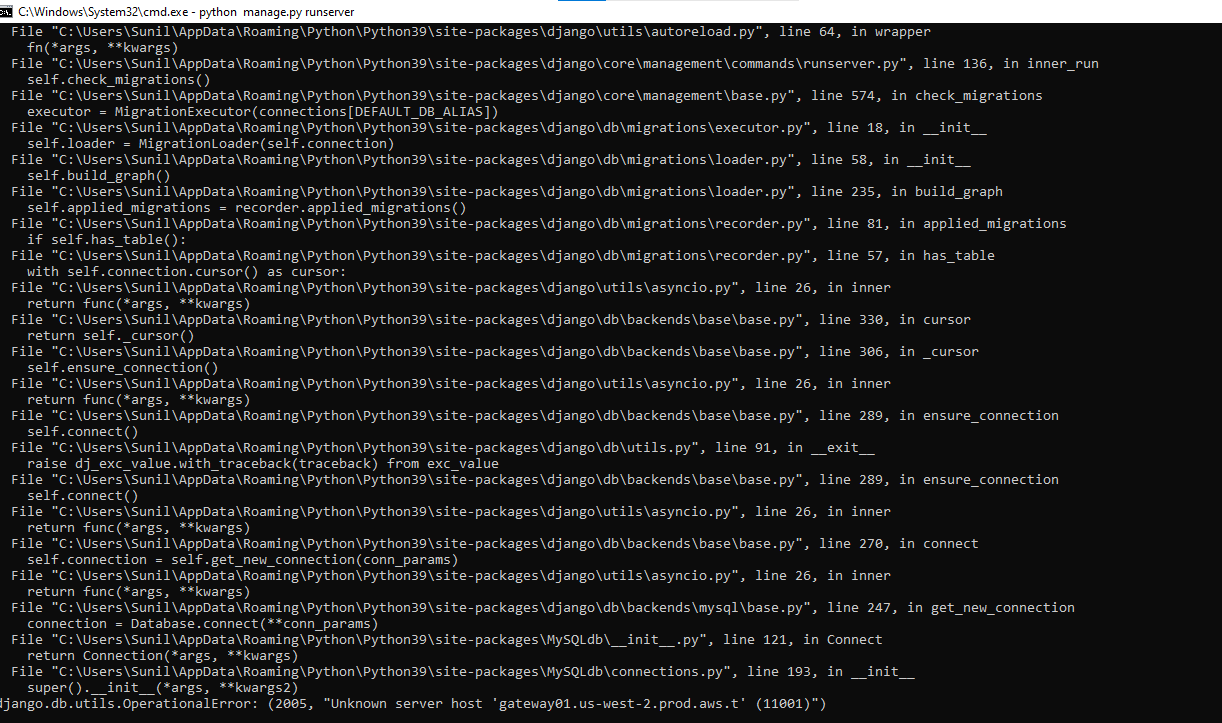 C:\Windows\System32\cmd.exe - python  manage.py runserver
File "C:\Users\Sunil\AppData\Roaming\Python\Python39\site-packages\django\utils\autoreload.py", line 64, in wrapper
fn(*args, **kwargs)
File "C:\Users\Sunil\AppData\Roaming\Python\Python39\site-packages\django\core\management\commands\runserver.py", line 136, in inner_run
self.check_migrations()
File "C:\Users\Sunil\AppData\Roaming\Python\Python39\site-packages\django\core\management\base.py", line 574, in check_migrations
executor = MigrationExecutor(connections[DEFAULT_DB_ALIAS])
File "C:\Users\Sunil\AppData\Roaming\Python\Python39\site-packages\django\db\migrations\executor.py", line 18, in __init__
self.loader = MigrationLoader(self.connection)
File "C:\Users\Sunil\AppData\Roaming\Python\Python39\site-packages\django\db\migrations\loader.py", line 58, in __init__
self.build_graph()
File "C:\Users\Sunil\AppData\Roaming\Python\Python39\site-packages\django\db\migrations\loader.py", line 235, in build_graph
self.applied_migrations = recorder.applied_migrations()
File "C:\Users\Sunil\AppData\Roaming\Python\Python39\site-packages\django\db\migrations\recorder.py", line 81, in applied_migrations
if self.has_table():
File "C:\Users\Sunil\AppData\Roaming\Python\Python39\site-packages\django\db\migrations\recorder.py", line 57, in has_table
with self.connection.cursor() as cursor:
File "C:\Users\Sunil\AppData\Roaming\Python\Python39\site-packages\django\utils\asyncio.py", line 26, in inner
return func(*args, **kwargs)
File "C:\Users\Sunil\AppData\Roaming\Python\Python39\site-packages\django\db\backends\base\base.py", line 330, in cursor
return self._cursor()
File "C:\Users\Sunil\AppData\Roaming\Python\Python39\site-packages\django\db\backends\base\base.py", line 306, in _cursor
self.ensure_connection()
File "C:\Users\Sunil\AppData\Roaming\Python\Python39\site-packages\django\utils\asyncio.py", line 26, in inner
return func(*args, **kwargs)
File "C:\Users\Sunil\AppData\Roaming\Python\Python39\site-packages\django\db\backends\base\base.py", line 289, in ensure_connection
self.connect()
File "C:\Users\Sunil\AppData\Roaming\Python\Python39\site-packages\django\db\utils.py", line 91, in __exit__
raise dj_exc_value.with_traceback(traceback) from exc_value
File "C:\Users\Sunil\AppData\Roaming\Python\Python39\site-packages\django\db\backends\base\base.py", line 289, in ensure_connection
self.connect()
File "C:\Users\Sunil\AppData\Roaming\Python\Python39\site-packages\django\utils\asyncio.py", line 26, in inner
return func(*args, **kwargs)
File "C:\Users\Sunil\AppData\Roaming\Python\Python39\site-packages\django\db\backends\base\base.py", line 270, in connect
self.connection = self.get_new_connection(conn_params)
File "C:\Users\Sunil\AppData\Roaming\Python\Python39\site-packages\django\utils\asyncio.py", line 26, in inner
return func(*args, **kwargs)
File "C:\Users\Sunil\AppData\Roaming\Python\Python39\site-packages\django\db\backends\mysql\base.py", line 247, in get_new_connection
connection = Database.connect(**conn_params)
File "C:\Users\Sunil\AppData\Roaming\Python\Python39\site-packages\MySQLdb\__init__.py", line 121, in Connect
return Connection(*args, **kwargs)
File "C:\Users\Sunil\AppData\Roaming\Python\Python39\site-packages\MySQLdb\connections.py", line 193, in __init__
super().__init__(*args, **kwargs2)
django.db.utils.OperationalError: (2005, "Unknown server host 'gateway01.us-west-2.prod.aws.t' (11001)")